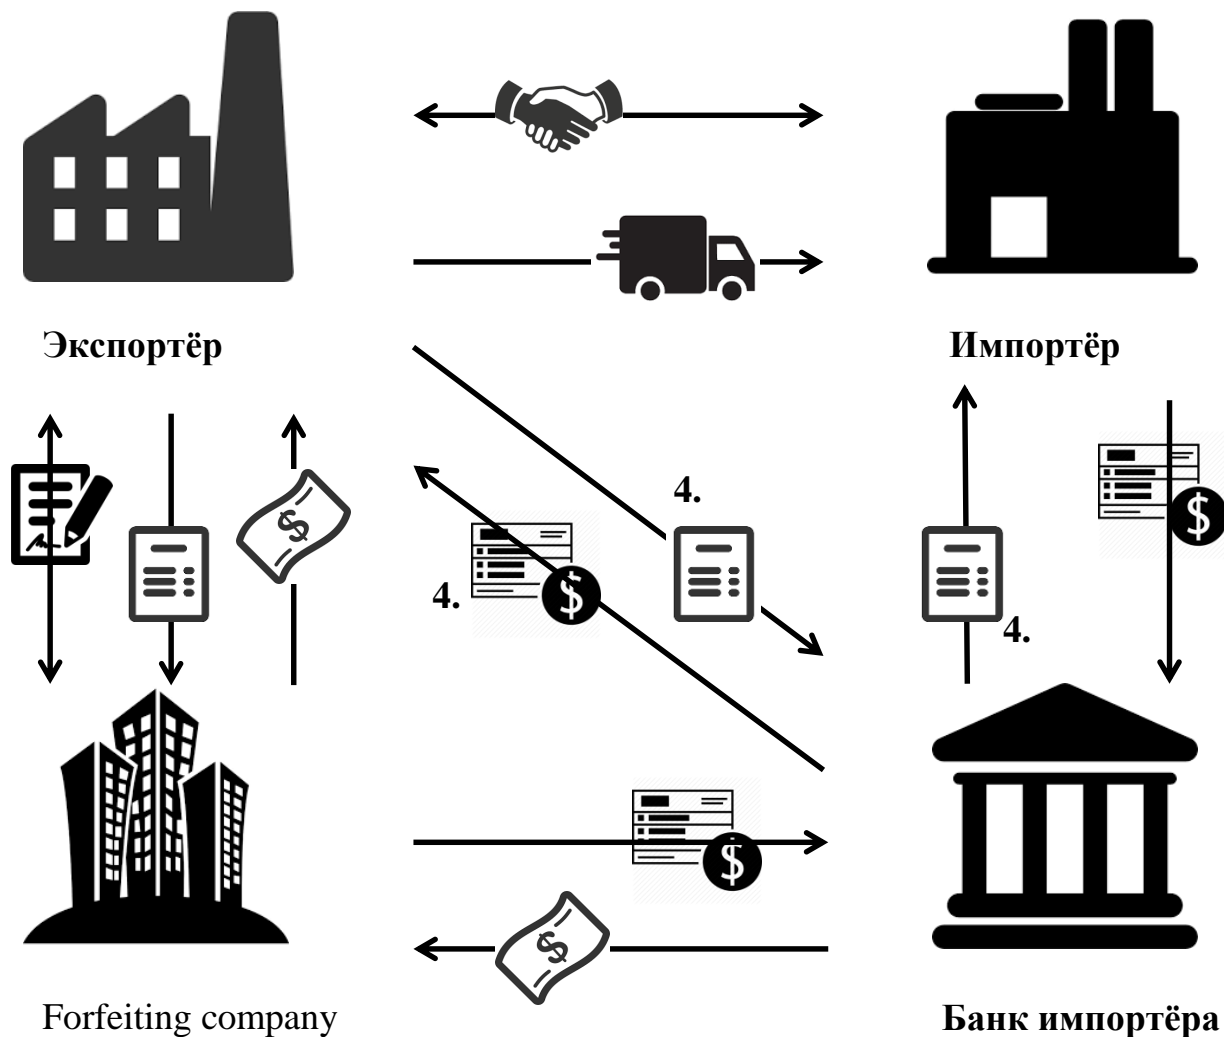 Экспортёр
Импортёр
4.
4.
4.
Forfeiting company
Банк импортёра